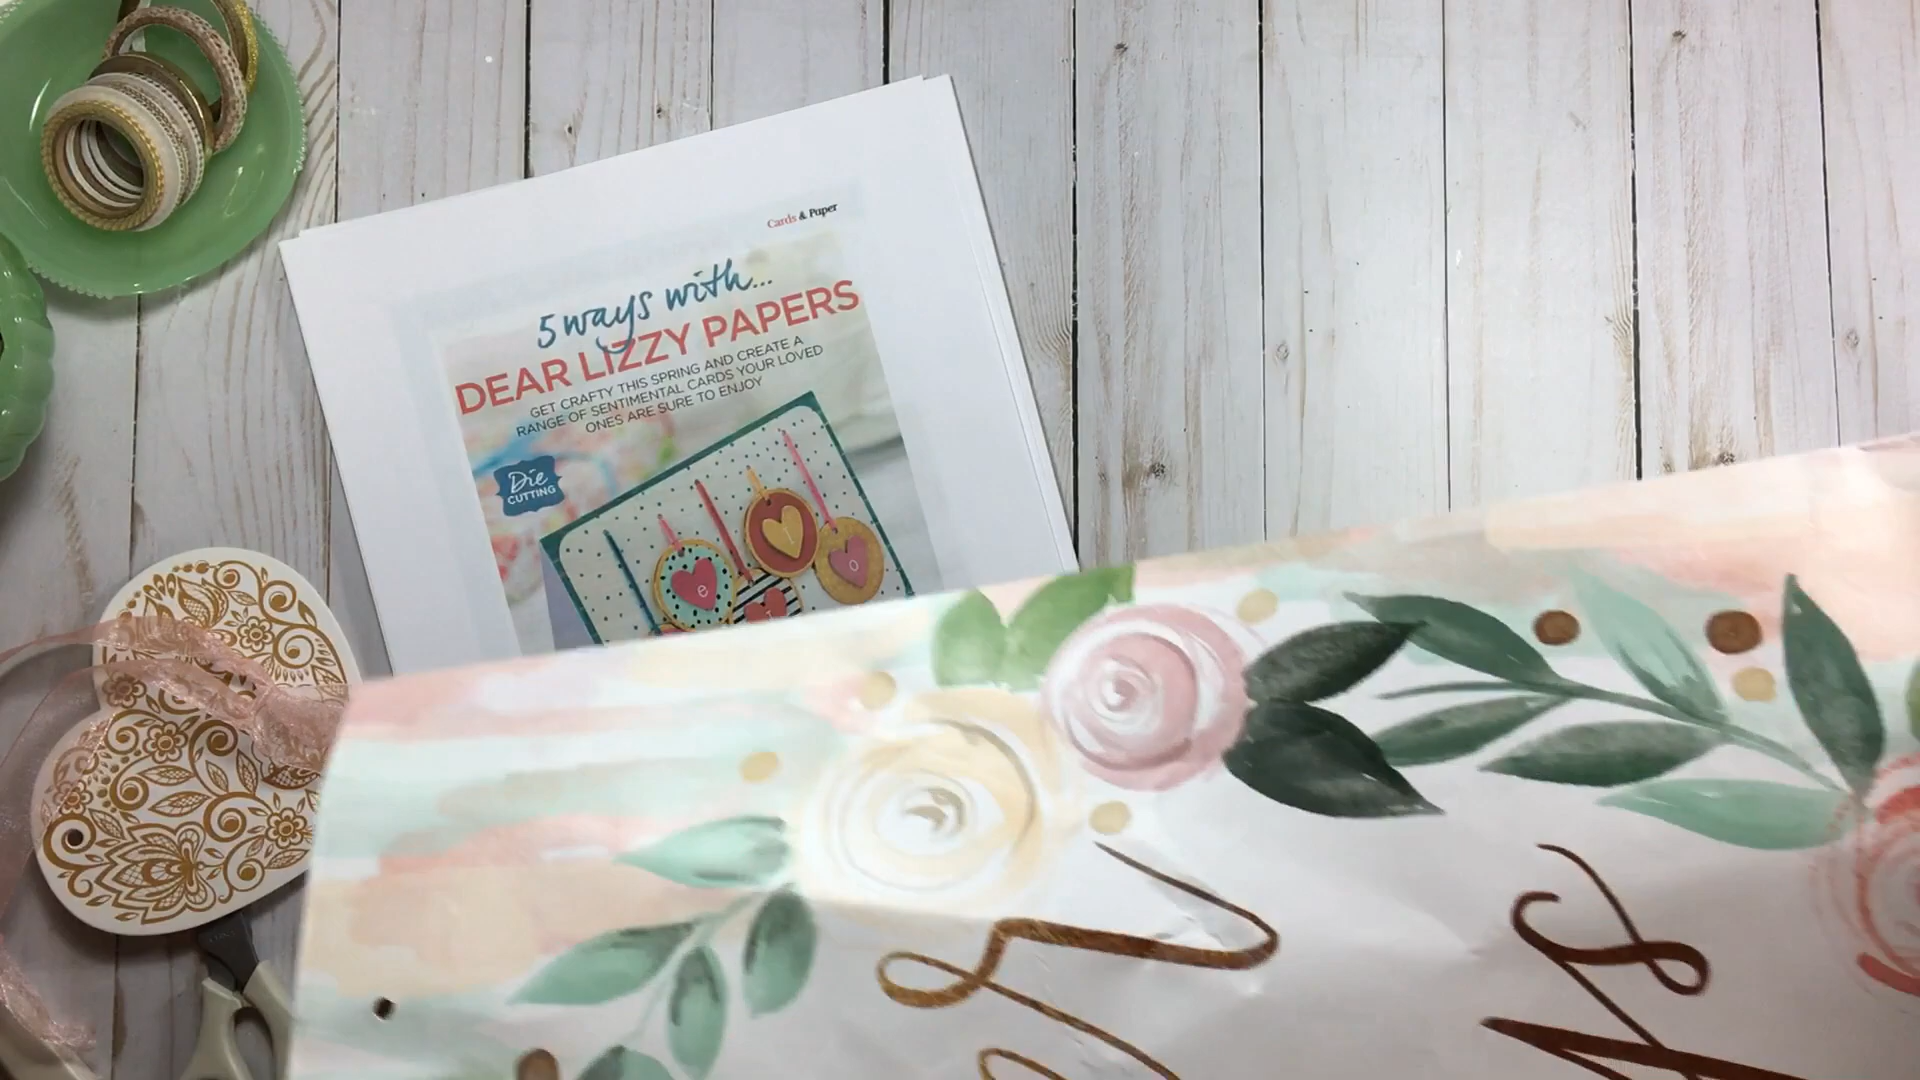 Cards & Paper
5 ways with...
DEAR LIZZY PAPERS
GET CRAFTY THIS SPRING AND CREATE A
RANGE OF SENTIMENTAL CARDS YOUR LOVED
ONES ARE SURE TO ENJOY
Die
CUTTING
e
r
i
o